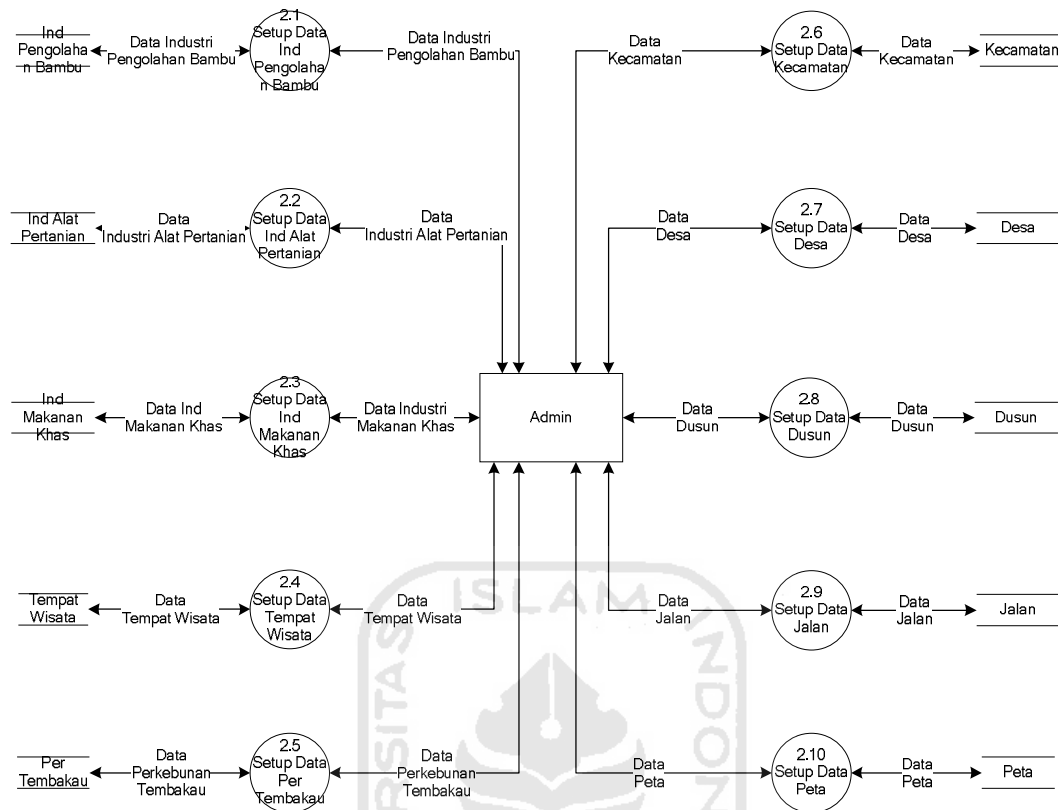 Ind
Pengolaha
n Bambu
Data Industri
Pengolahan Bambu
2.1
Setup Data
Ind
Pengolaha
n Bambu
Data Industri
Pengolahan Bambu
Data
Kecamatan
2.6
Setup Data
Kecamatan
Data
Kecamatan
Kecamatan
Ind Alat
Pertanian
Data
Industri Alat Pertanian
2.2
Setup Data
Ind Alat
Pertanian
Data
Industri Alat Pertanian
Data
Desa
2.7
Setup Data
Desa
Data
Desa
Desa
Ind
Makanan
Khas
Data Ind
Makanan Khas
2.3
Setup Data
Ind
Makanan
Khas
Data Industri
Makanan Khas
Admin
Data
Dusun
2.8
Setup Data
Dusun
Data
Dusun
Dusun
Tempat
Wisata
Data
Tempat Wisata
2.4
Setup Data
Tempat
Wisata
Data
Tempat Wisata
Data
Jalan
2.9
Setup Data
Jalan
Data
Jalan
Jalan
Per
Tembakau
Data
Perkebunan
Tembakau
2.5
Setup Data
Per
Tembakau
Data
Perkebunan
Tembakau
Data
Peta
2.10
Setup Data
Peta
Data
Peta
Peta
ISLAM